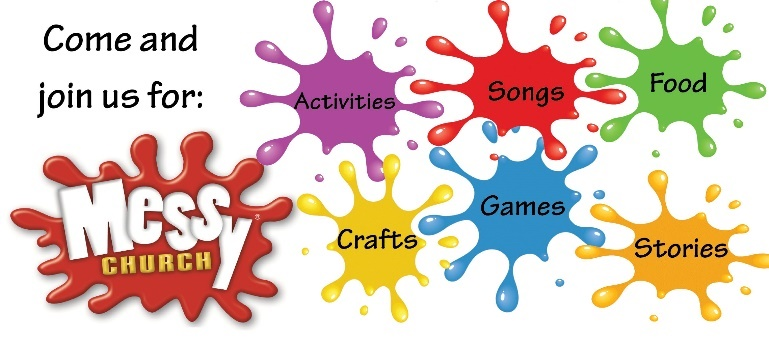 Come and
join us for:
Messy
CHURCH
Activities
Songs
Food
Crafts
Games
Stories